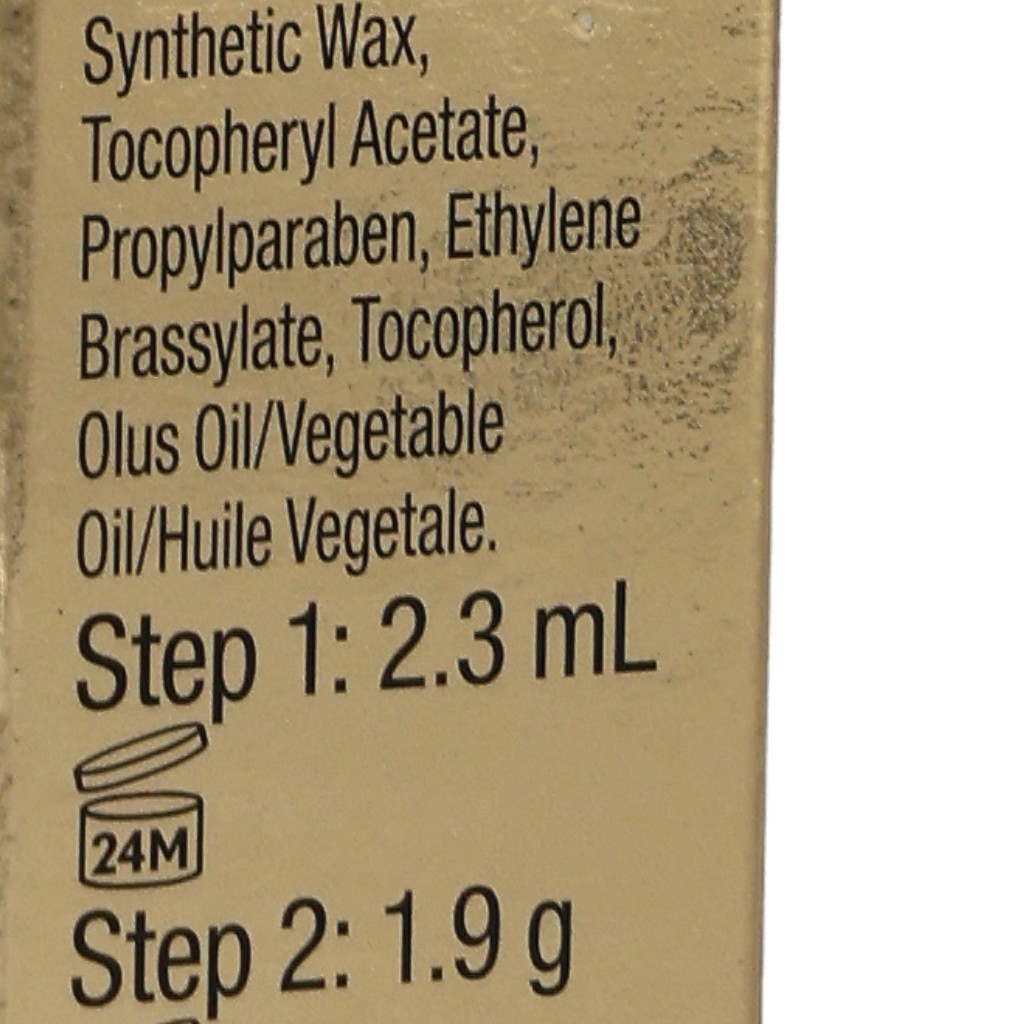 Synthetic Wax,
Tocopheryl Acetate,
Propylparaben, Ethylene
Brassylate, Tocopherol,
Olus Oil/Vegetable
Oil/Huile Vegetale.
Step 1: 2.3 mL
24M
Step 2: 1.9 g